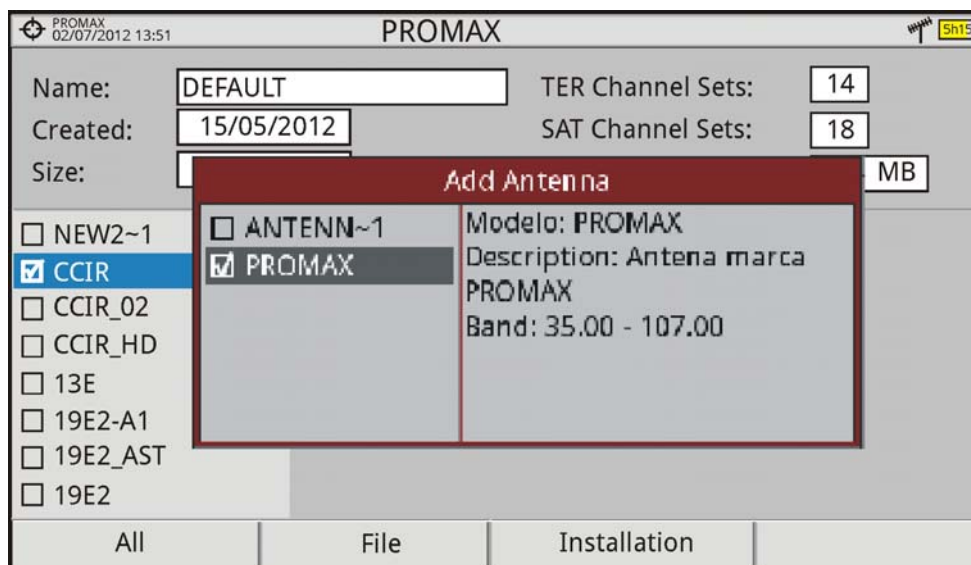 PROMAX
02/07/2012 13:51
PROMAX
5h15
Name: DEFAULT
TER Channel Sets: 14
Created: 15/05/2012
SAT Channel Sets: 18
Size:
MB
Add Antenna
NEW2~1
CCIR
CCIR_02
CCIR_HD
13E
19E2-A1
19E2_AST
19E2
ANTENN~1
PROMAX
Modelo: PROMAX
Description: Antena marca
PROMAX
Band: 35.00 - 107.00
All
File
Installation